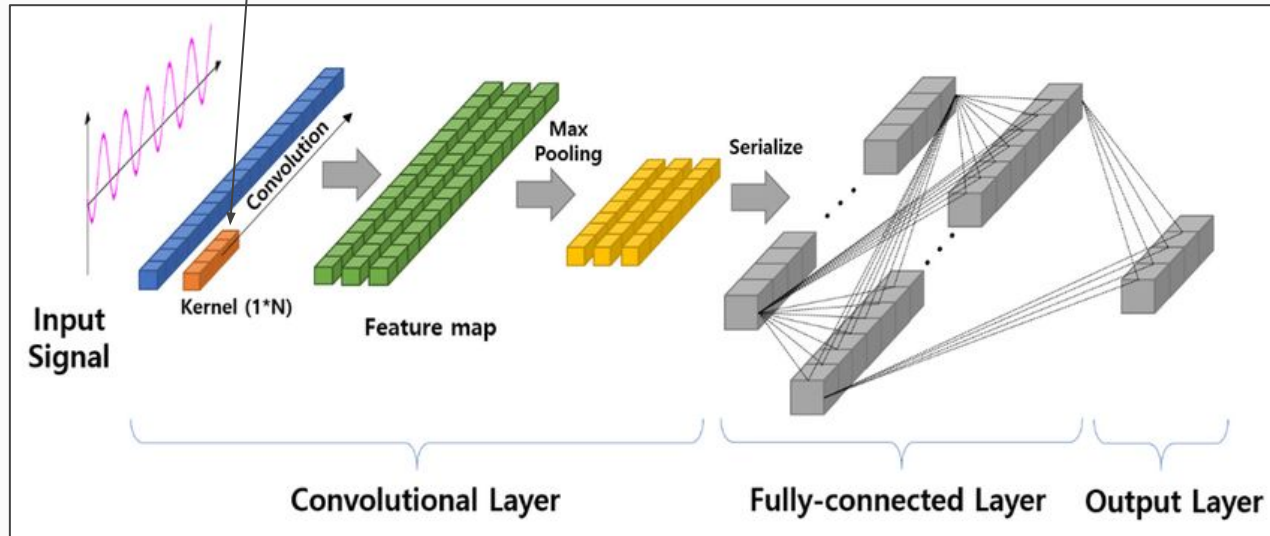 Input
Signal
Convolution
Kernel (1*N)
Feature map
Max
Pooling
Serialize
Convolutional Layer
Fully-connected Layer
Output Layer